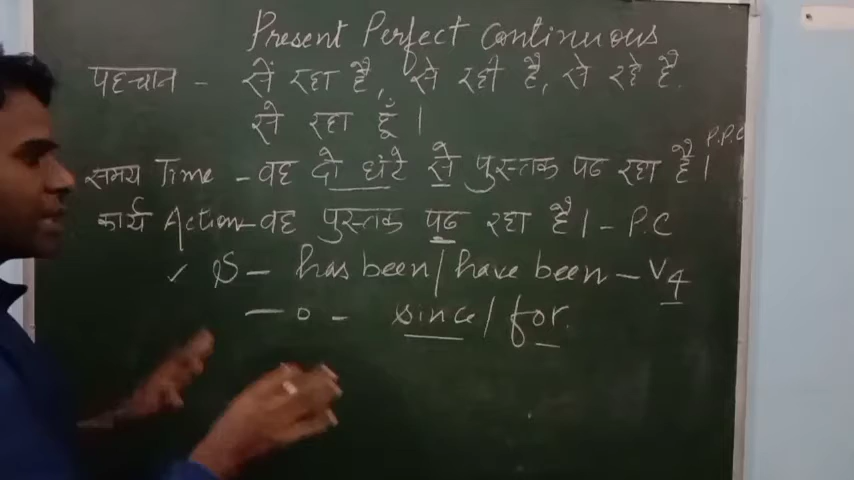 Present Perfect Continuous
पहचान - से रहा है, से रही है, से रहे है
से रहा हूँ ।
समय Time - वह दो घंटे से पुस्तक पढ रहा है । P.P.C
कार्य Action - वह पुस्तक पढ रहा है । - P.C
✓ S - has been / have been - V4
- o - since / for.